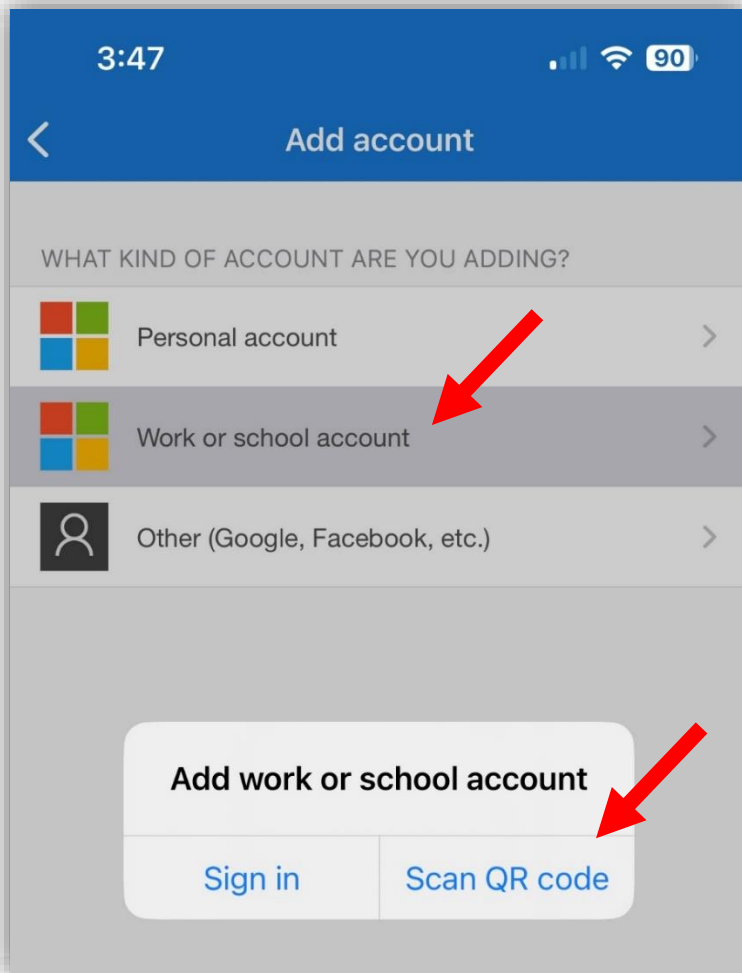 3:47
90
Add account
WHAT KIND OF ACCOUNT ARE YOU ADDING?
Personal account
Work or school account
Other (Google, Facebook, etc.)
Add work or school account
Sign in
Scan QR code